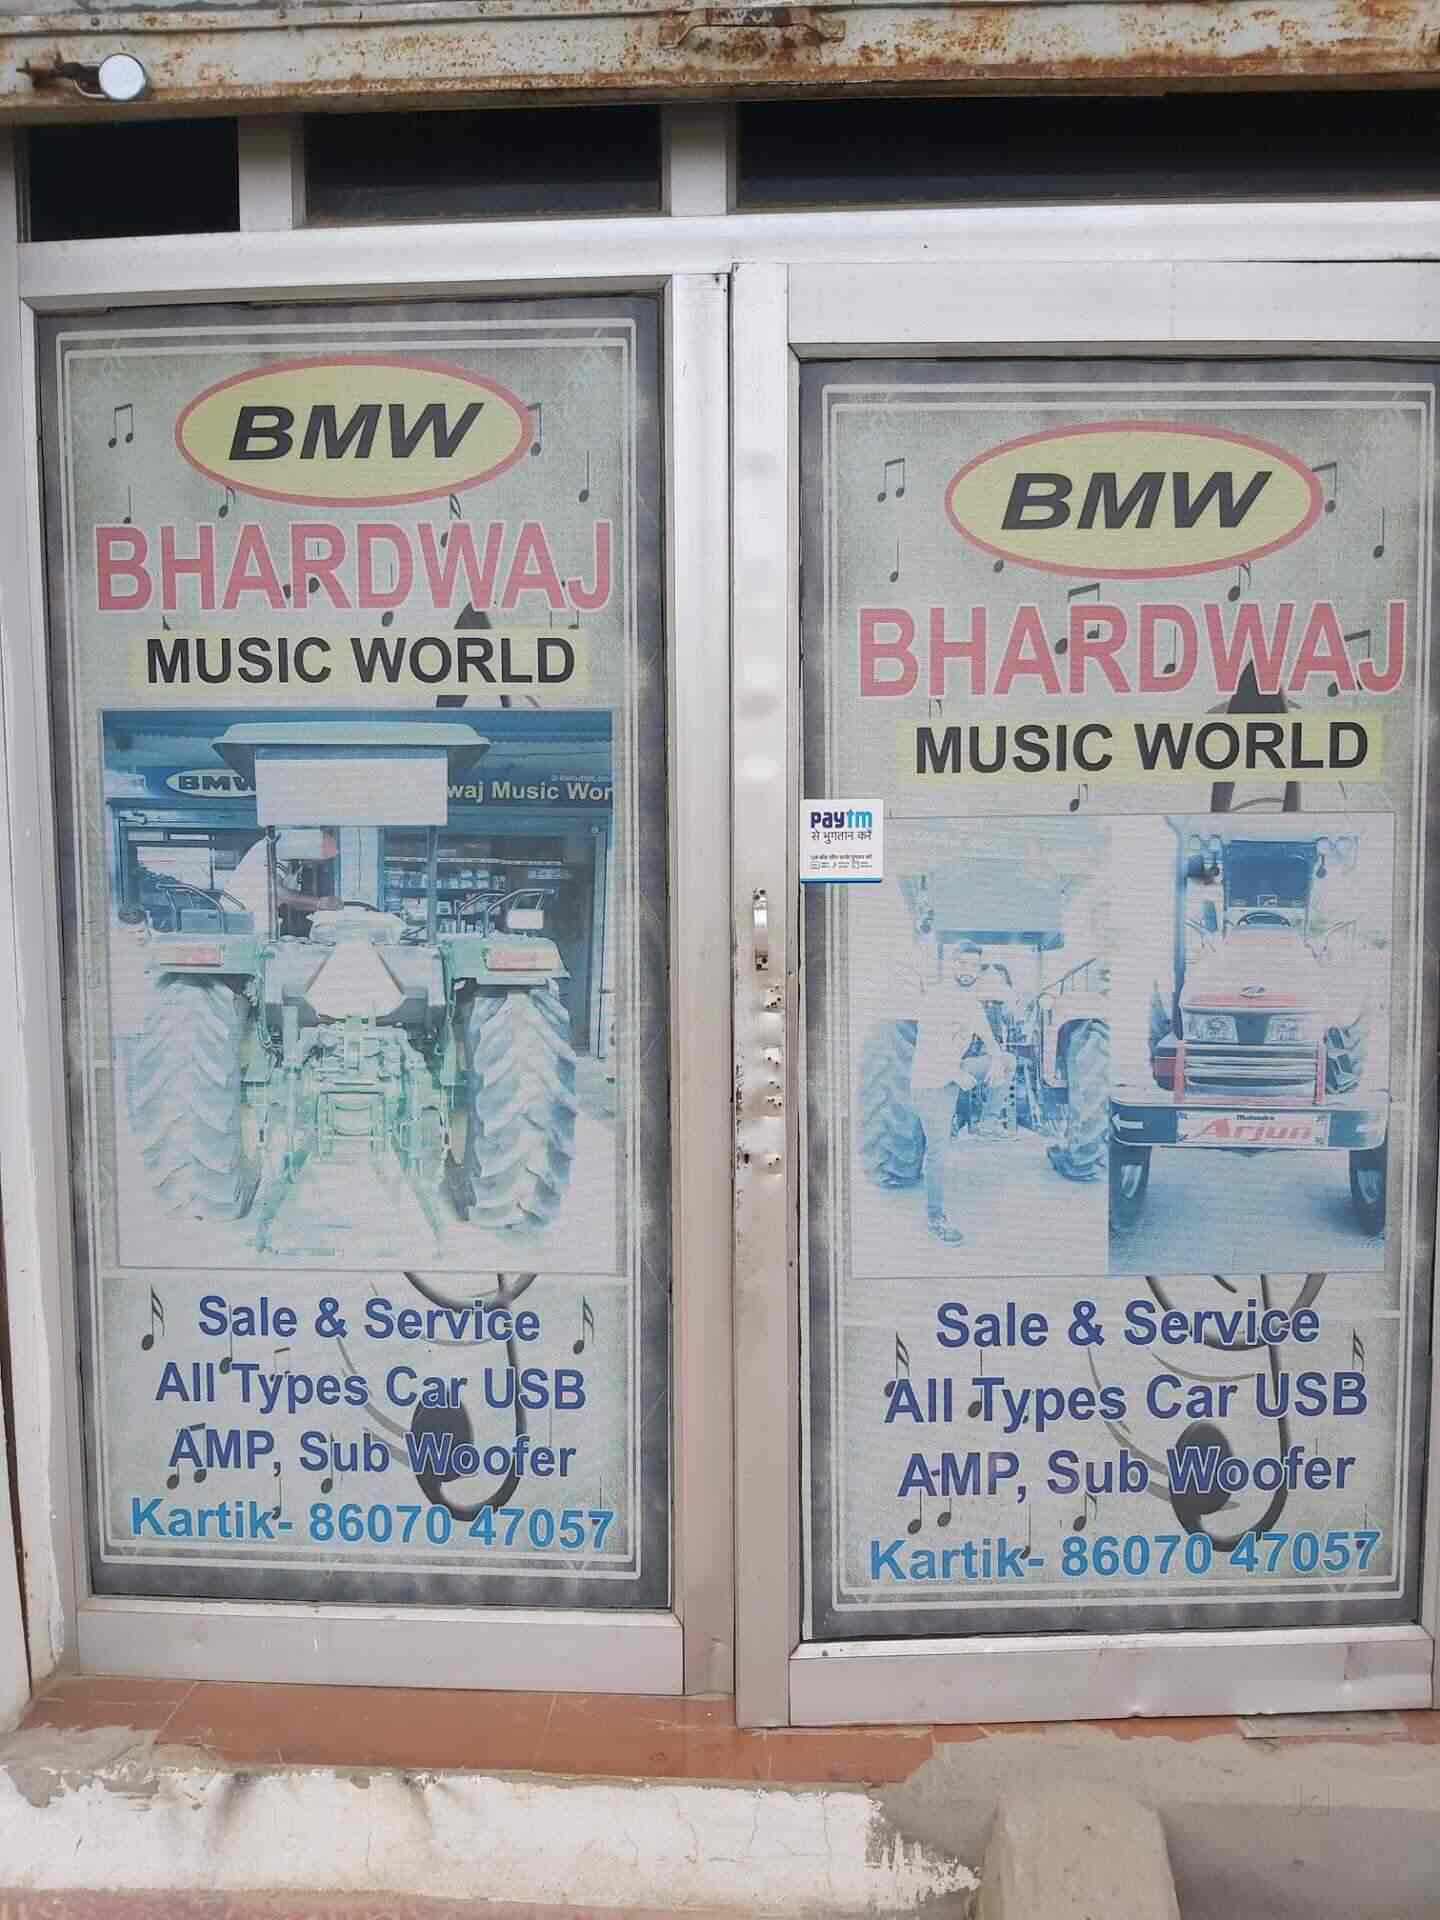 BMW
BHARDWAJ
MUSIC WORLD
BMW
waj Music Wor
Sale & Service
All Types Car USB
AMP, Sub Woofer
Kartik- 86070 47057
paytm
से भुगतान करें
BMW
BHARDWAJ
MUSIC WORLD
Mahindra
Arjun
Sale & Service
All Types Car USB
AMP, Sub Woofer
Kartik- 86070 47057
Jd